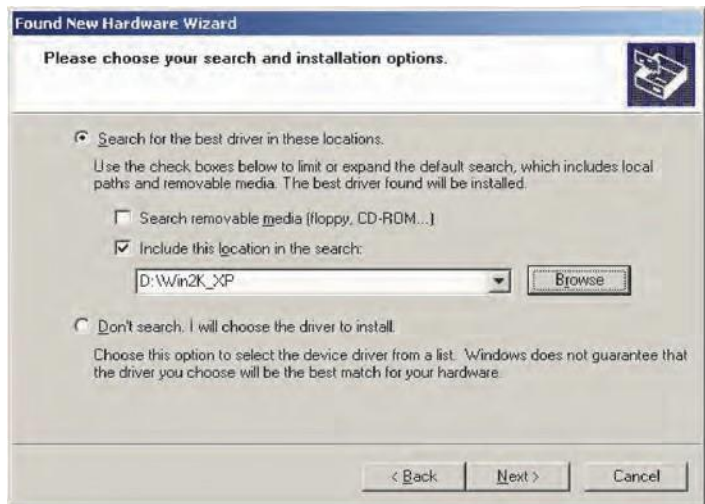 Found New Hardware Wizard
Please choose your search and installation options.
Search for the best driver in these locations.
Use the check boxes below to limit or expand the default search, which includes local
paths and removable media. The best driver found will be installed.
Search removable media (floppy, CD-ROM...)
Include this location in the search:
D:\Win2K_XP
Browse
Don't search. I will choose the driver to install.
Choose this option to select the device driver from a list. Windows does not guarantee that
the driver you choose will be the best match for your hardware.
< Back
Next >
Cancel